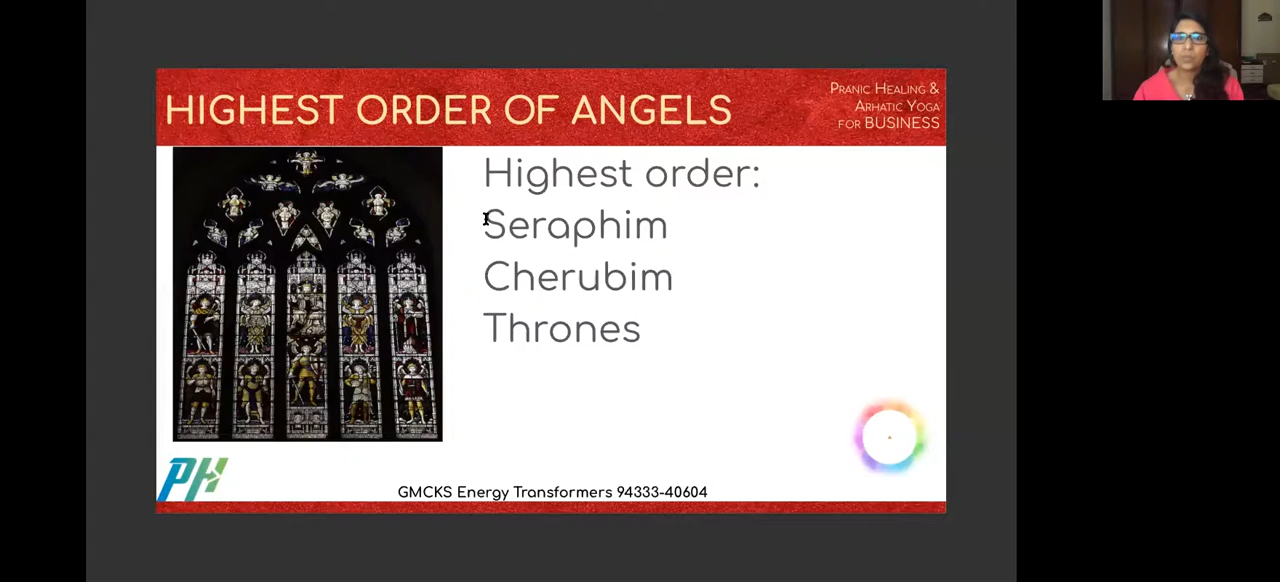 HIGHEST ORDER OF ANGELS
PRANIC HEALING &
ARHATIC YOGA
FOR BUSINESS
Highest order:
Seraphim
Cherubim
Thrones
PH
GMCKS Energy Transformers 94333-40604